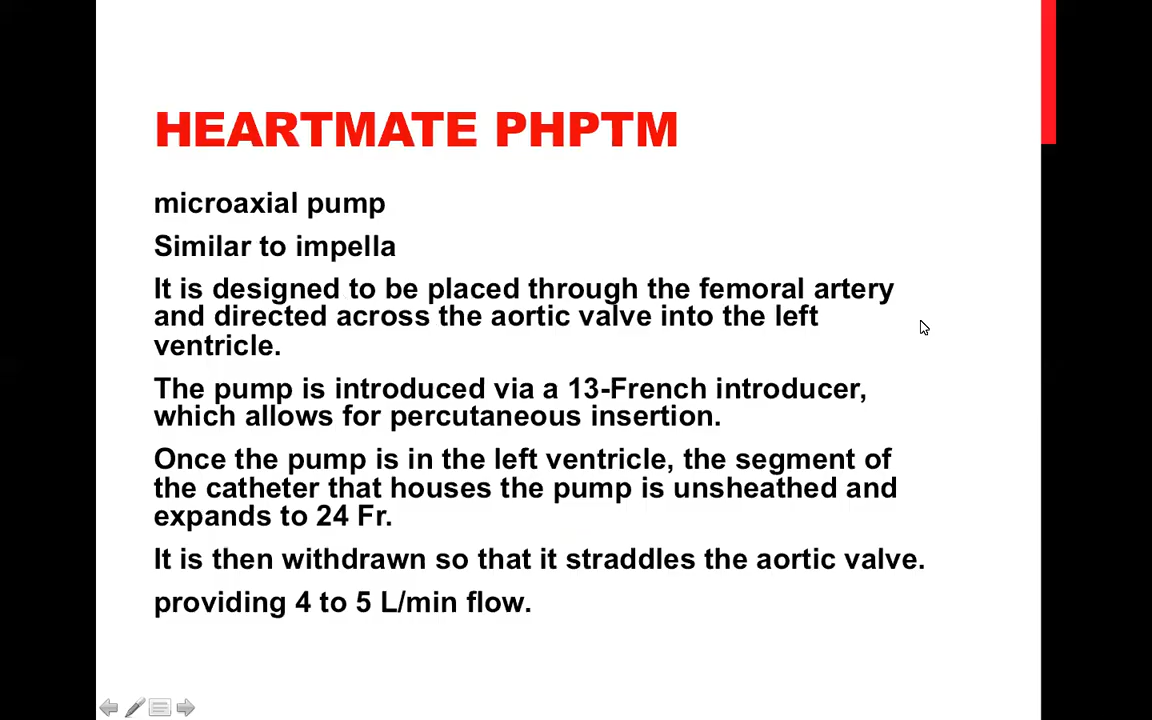 HEARTMATE PHPTM
microaxial pump
Similar to impella
It is designed to be placed through the femoral artery
and directed across the aortic valve into the left
ventricle.
The pump is introduced via a 13-French introducer,
which allows for percutaneous insertion.
Once the pump is in the left ventricle, the segment of
the catheter that houses the pump is unsheathed and
expands to 24 Fr.
It is then withdrawn so that it straddles the aortic valve.
providing 4 to 5 L/min flow.